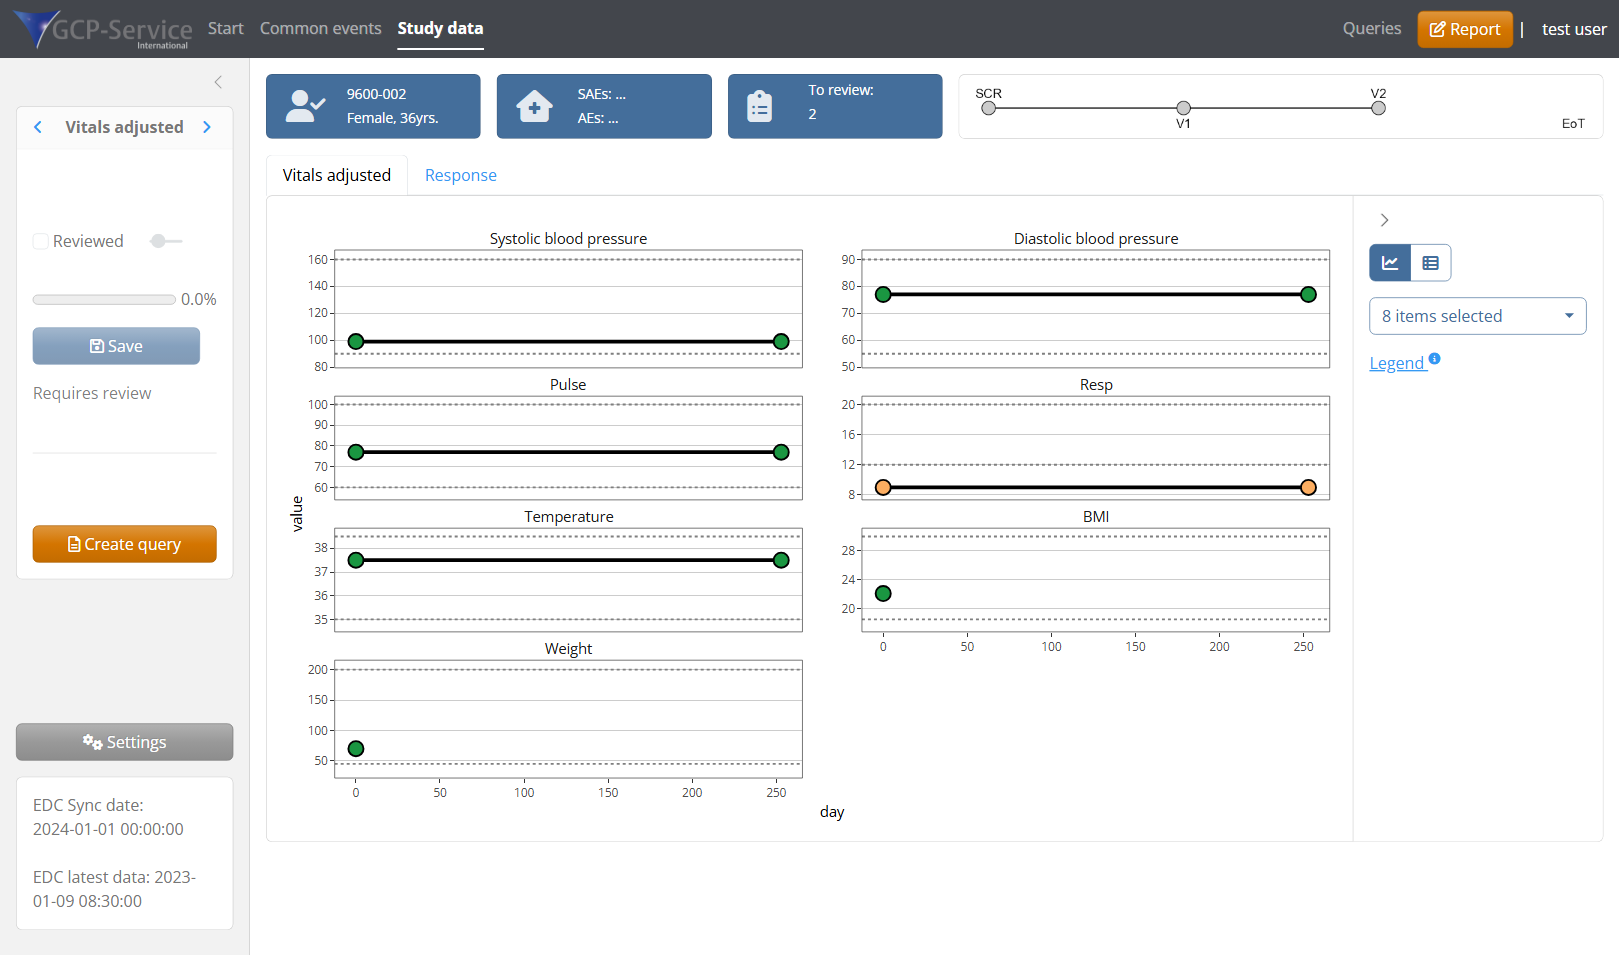 GCP-Service
International
Start
Common events
Study data
Queries
Report
|
test user
Vitals adjusted
Reviewed
0.0%
Save
Requires review
Create query
Settings
EDC Sync date:
2024-01-01 00:00:00
EDC latest data: 2023-
01-09 08:30:00
9600-002
Female, 36yrs.
SAEs: ...
AEs: ...
To review:
2
SCR
V1
V2
EoT
Vitals adjusted
Response
value
Systolic blood pressure
160
140
120
100
80
Diastolic blood pressure
90
80
70
60
50
Pulse
100
90
80
70
60
Resp
20
16
12
8
Temperature
38
37
36
35
BMI
28
24
20
0 50 100 150 200 250
Weight
200
150
100
50
0 50 100 150 200 250
day
8 items selected
Legend